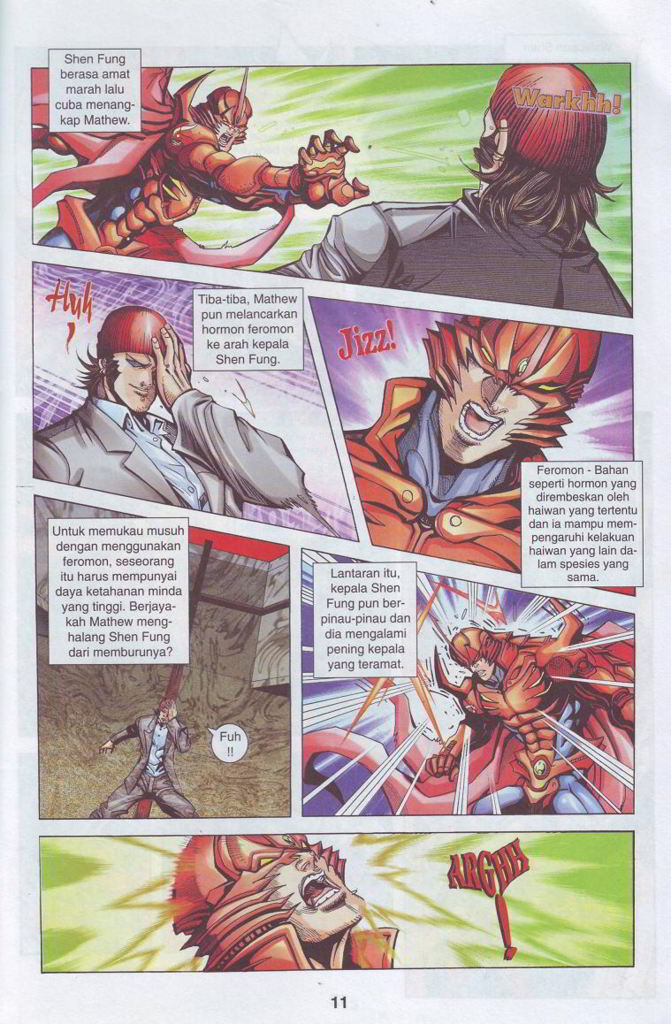 Shen Fung
berasa amat
marah lalu
cuba menang-
kap Mathew.
Warkhh!
Huh
Tiba-tiba, Mathew
pun melancarkan
hormon feromon
ke arah kepala
Shen Fung.
Jizz!
Feromon - Bahan
seperti hormon yang
dirembeskan oleh
haiwan yang tertentu
dan ia mampu mem-
pengaruhi kelakuan
haiwan yang lain da-
lam spesies yang
sama.
Untuk memukau musuh
dengan menggunakan
feromon, seseorang
itu harus mempunyai
daya ketahanan minda
yang tinggi. Berjaya-
kah Mathew meng-
halang Shen Fung
dari memburunya?
Fuh
!!
Lantaran itu,
kepala Shen
Fung pun ber-
pinau-pinau dan
dia mengalami
pening kepala
yang teramat.
ARGHH
!
11